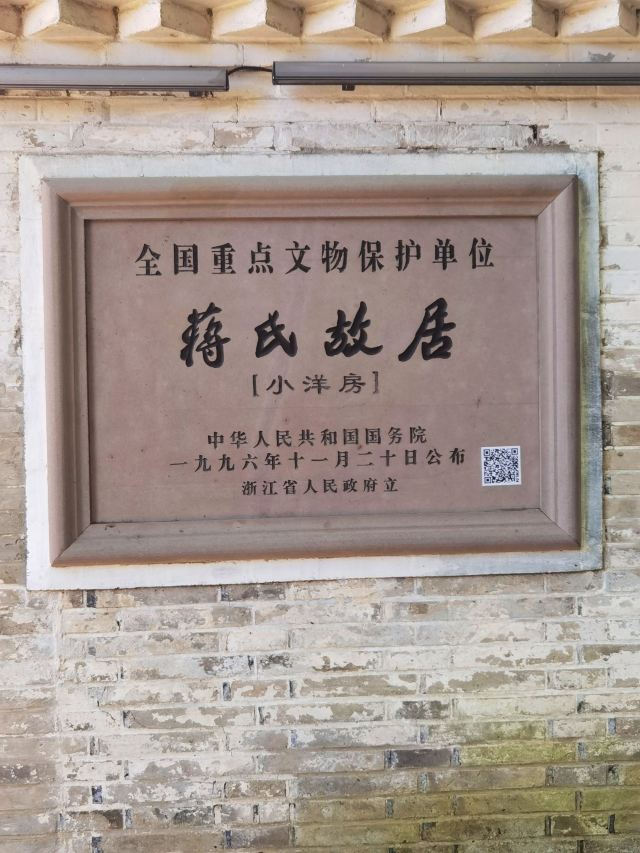 全国重点文物保护单位
蒋氏故居
[小洋房]
中华人民共和国国务院
一九九六年十一月二十日公布
浙江省人民政府立